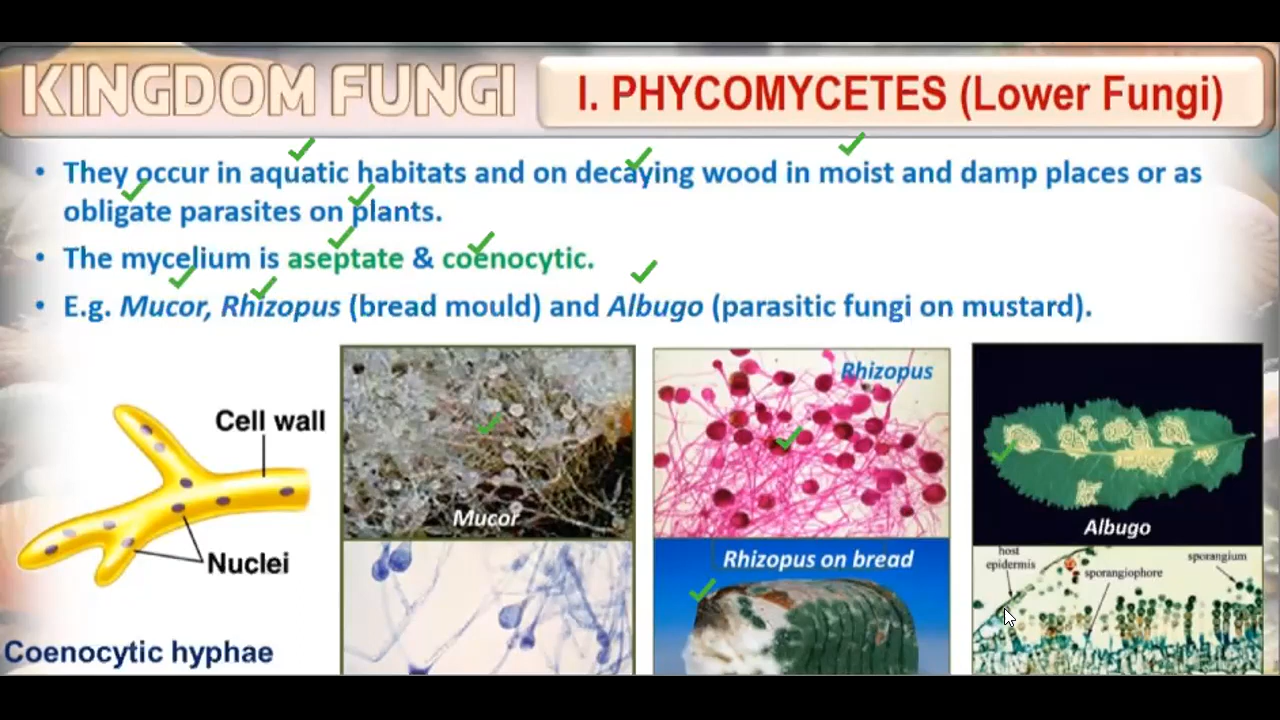 KINGDOM FUNGI
I. PHYCOMYCETES (Lower Fungi)
• They occur in aquatic habitats and on decaying wood in moist and damp places or as
obligate parasites on plants.
• The mycelium is aseptate & coenocytic.
• E.g. Mucor, Rhizopus (bread mould) and Albugo (parasitic fungi on mustard).
Cell wall
Nuclei
Coenocytic hyphae
Mucor
Rhizopus
Rhizopus on bread
Albugo
host
epidermis
sporangiophore
sporangium